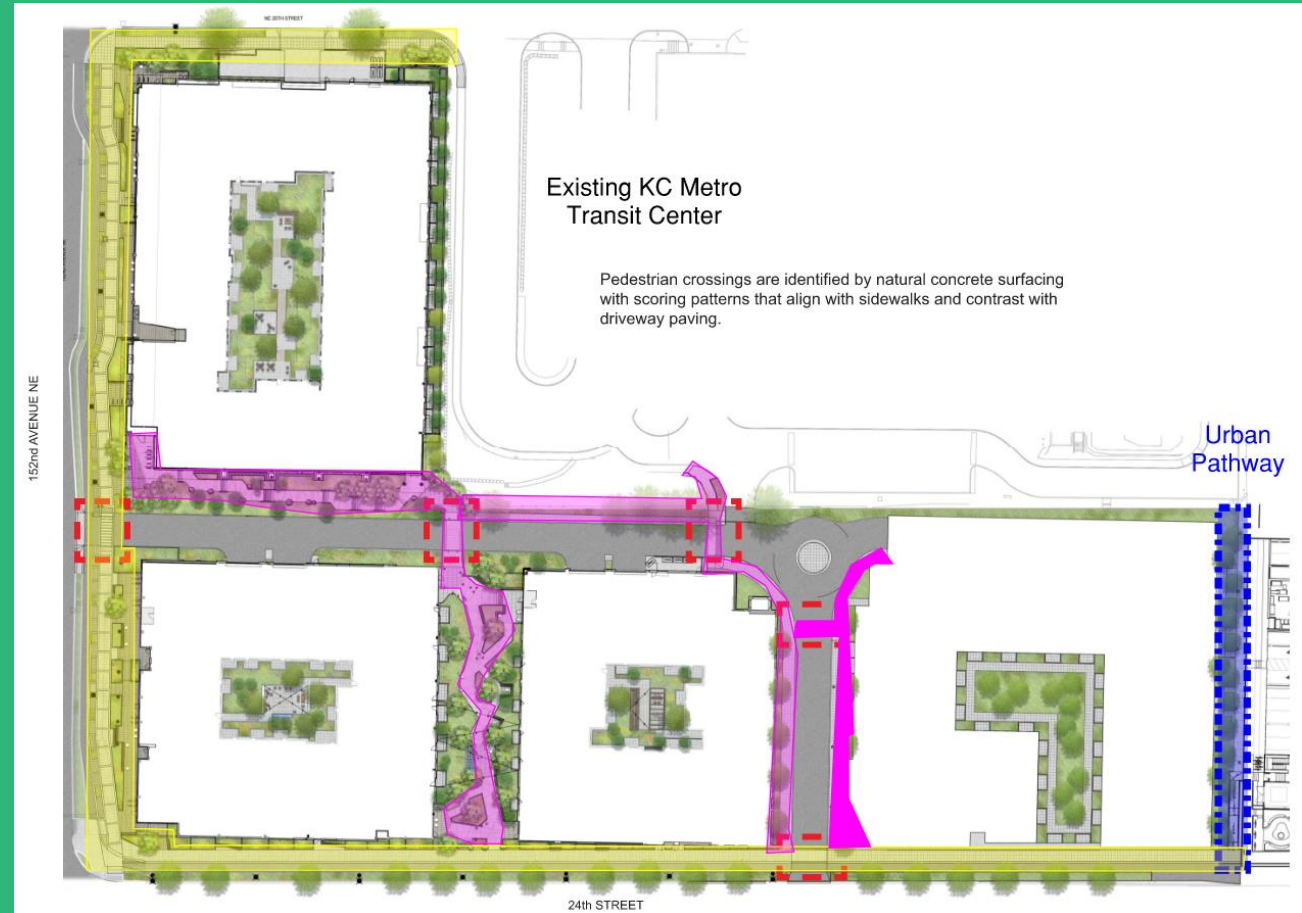 NE 26TH STREET
Existing KC Metro
Transit Center
Pedestrian crossings are identified by natural concrete surfacing
with scoring patterns that align with sidewalks and contrast with
driveway paving.
152nd AVENUE NE
Urban
Pathway
24th STREET